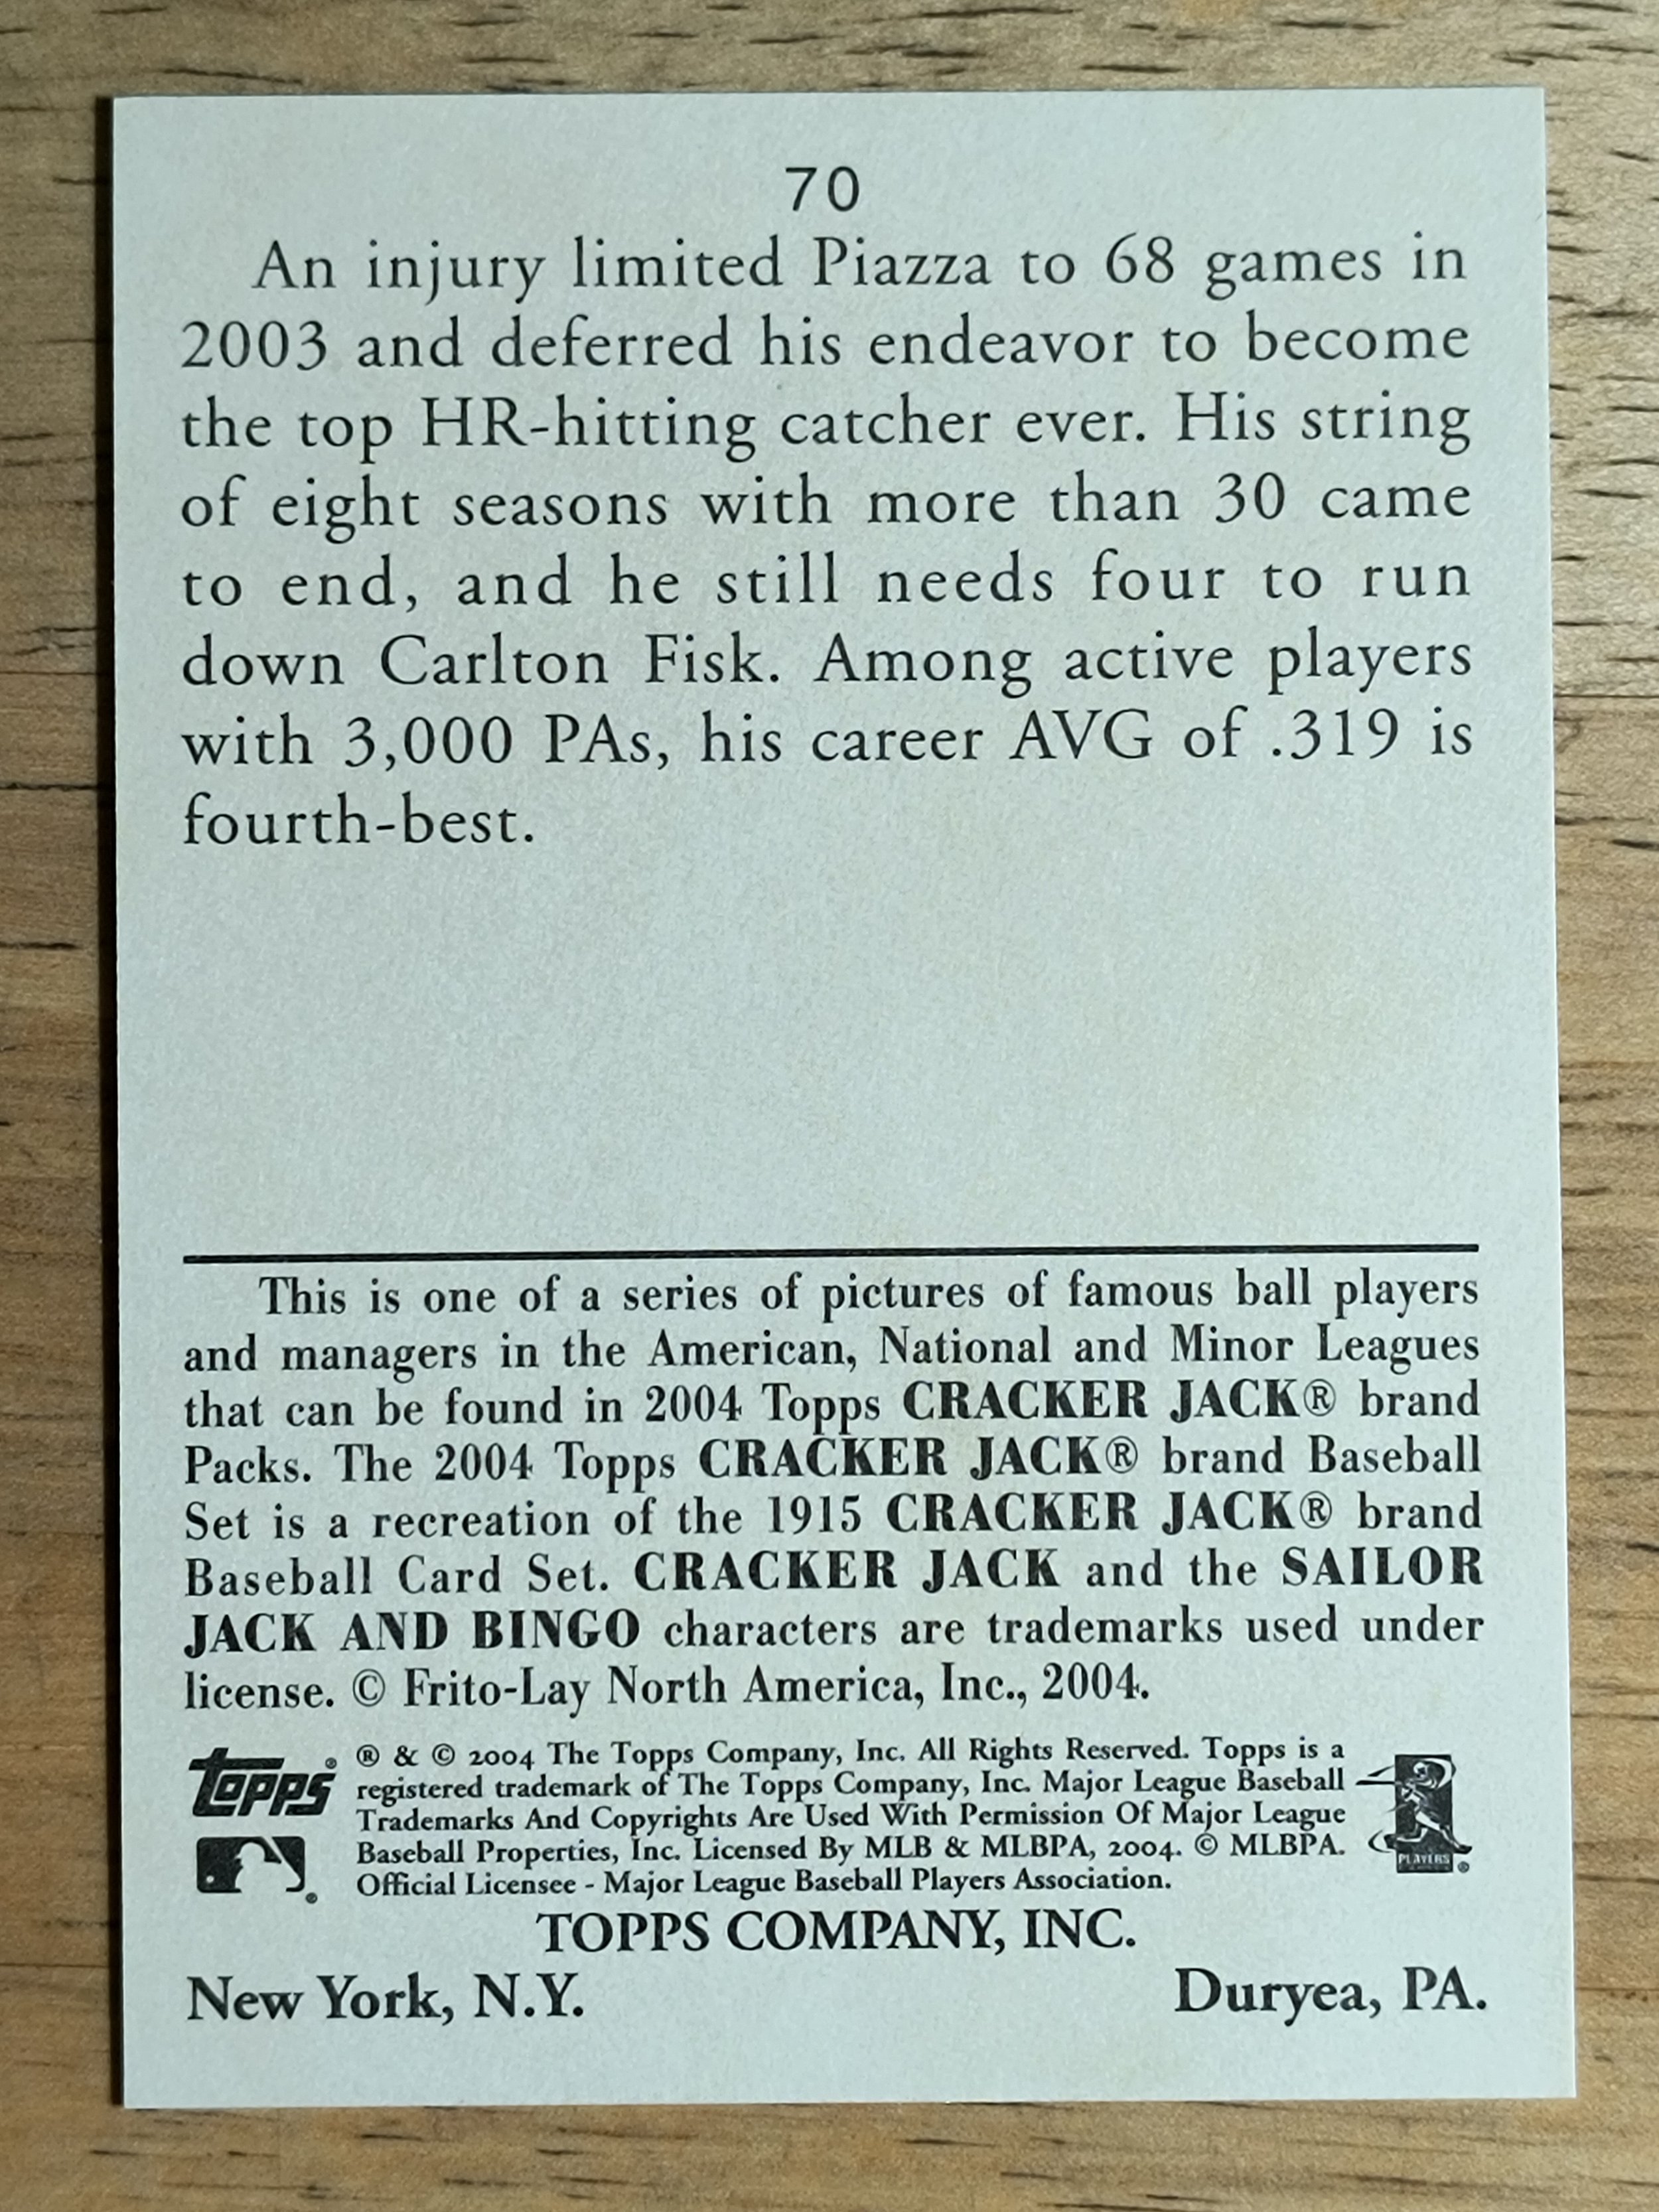 70
An injury limited Piazza to 68 games in
2003 and deferred his endeavor to become
the top HR-hitting catcher ever. His string
of eight seasons with more than 30 came
to end, and he still needs four to run
down Carlton Fisk. Among active players
with 3,000 PAs, his career AVG of .319 is
fourth-best.
This is one of a series of pictures of famous ball players
and managers in the American, National and Minor Leagues
that can be found in 2004 Topps CRACKER JACK® brand
Packs. The 2004 Topps CRACKER JACK® brand Baseball
Set is a recreation of the 1915 CRACKER JACK® brand
Baseball Card Set. CRACKER JACK and the SAILOR
JACK AND BINGO characters are trademarks used under
license. © Frito-Lay North America, Inc., 2004.
Topps®
® & © 2004 The Topps Company, Inc. All Rights Reserved. Topps is a
registered trademark of The Topps Company, Inc. Major League Baseball
Trademarks And Copyrights Are Used With Permission Of Major League
Baseball Properties, Inc. Licensed By MLB & MLBPA, 2004. © MLBPA.
Official Licensee - Major League Baseball Players Association.
PLAYERS ®
TOPPS COMPANY, INC.
New York, N.Y. Duryea, PA.